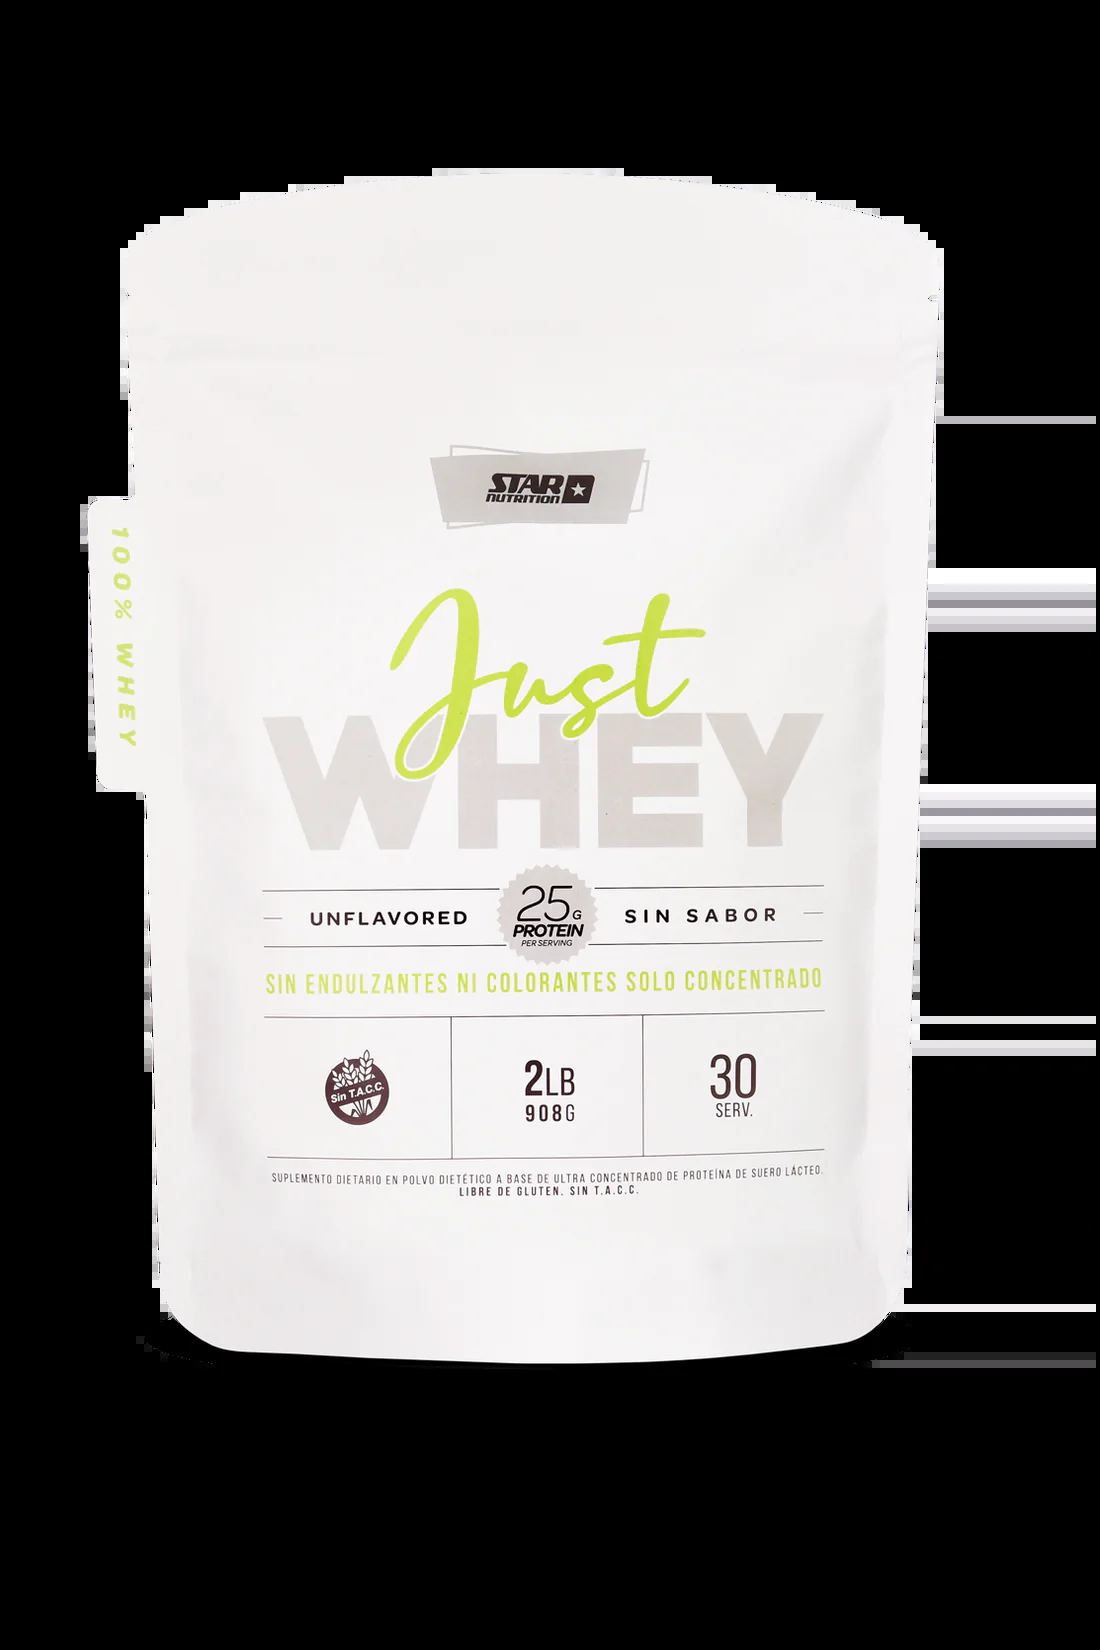 STAR
NUTRITION
100% WHEY
Just
WHEY
UNFLAVORED
25G
PROTEIN
PER SERVING
SIN SABOR
SIN ENDULZANTES NI COLORANTES SOLO CONCENTRADO
Sin T.A.C.C.
2LB
908G
30
SERV.
SUPLEMENTO DIETARIO EN POLVO DIETÉTICO A BASE DE ULTRA CONCENTRADO DE PROTEÍNA DE SUERO LÁCTEO.
LIBRE DE GLUTEN. SIN T.A.C.C.